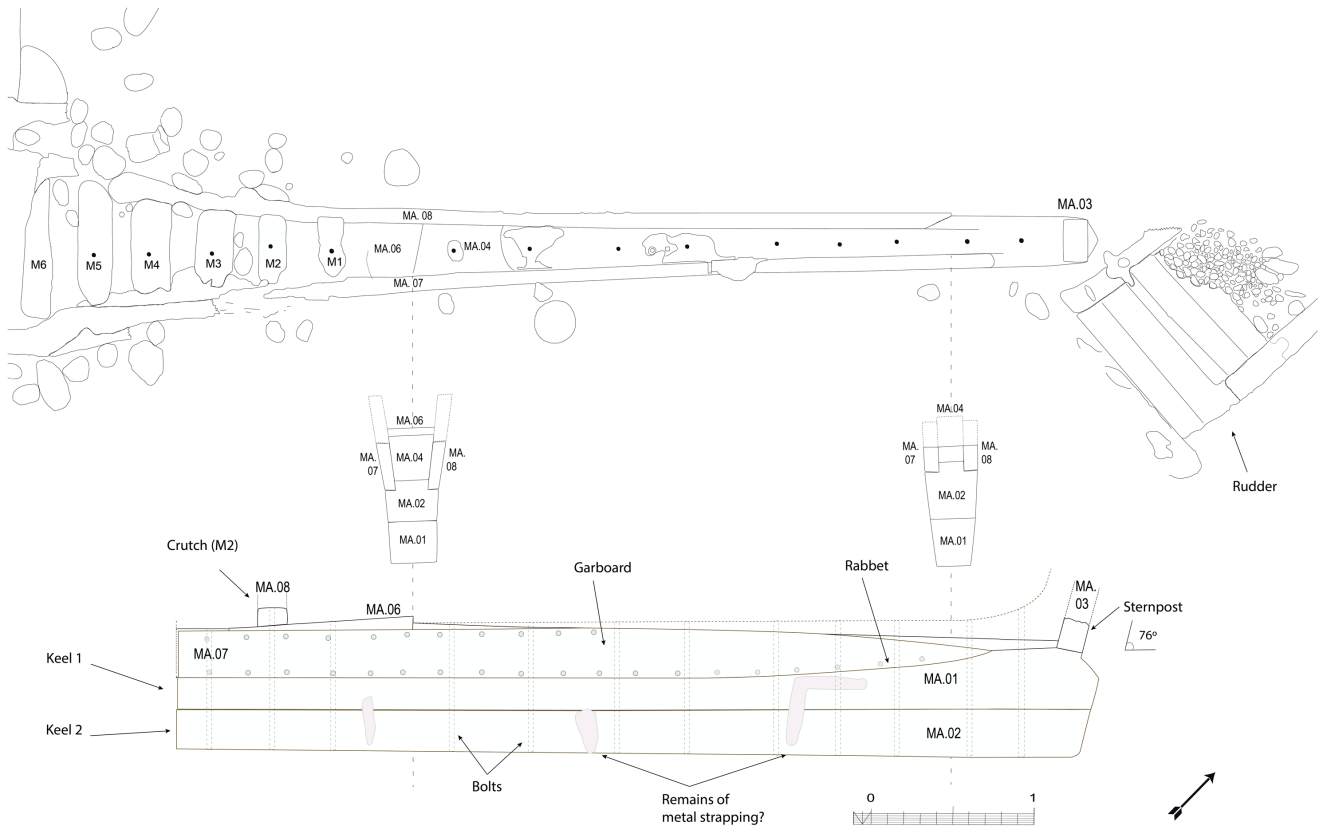 MA.03
MA. 08
MA.06
MA.04
M6
M5
M4
M3
M2
M1
MA. 07
Rudder
MA.06
MA.
07
MA.04
MA.
08
MA.02
MA.01
MA.04
MA.
07
MA.
08
MA.02
MA.01
Crutch (M2)
MA.08
MA.06
Garboard
Rabbet
MA.
03
Sternpost
76º
MA.07
Keel 1
MA.01
Keel 2
MA.02
Bolts
Remains of
metal strapping?
0 1